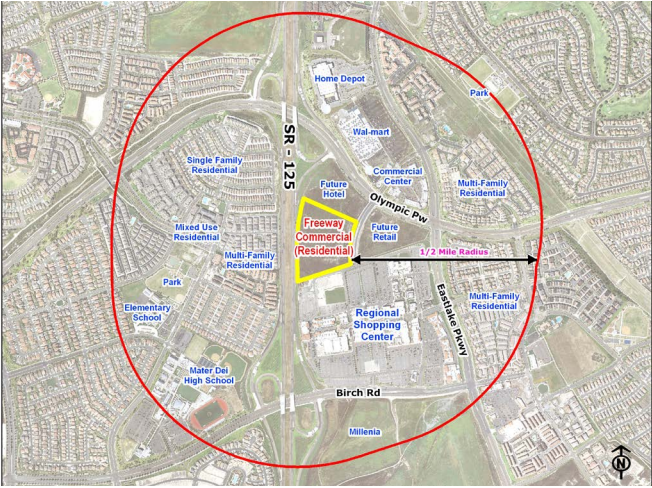 Home Depot
Park
Wal-mart
SR - 125
Single Family
Residential
Commercial
Center
Future
Hotel
Multi-Family
Residential
Olympic Pw
Freeway
Commercial
(Residential)
Mixed Use
Residential
Future
Retail
Multi-Family
Residential
1/2 Mile Radius
Park
Elementary
School
Multi-Family
Residential
Regional
Shopping
Center
Eastlake Pkwy
Mater Dei
High School
Birch Rd
Millenia
N